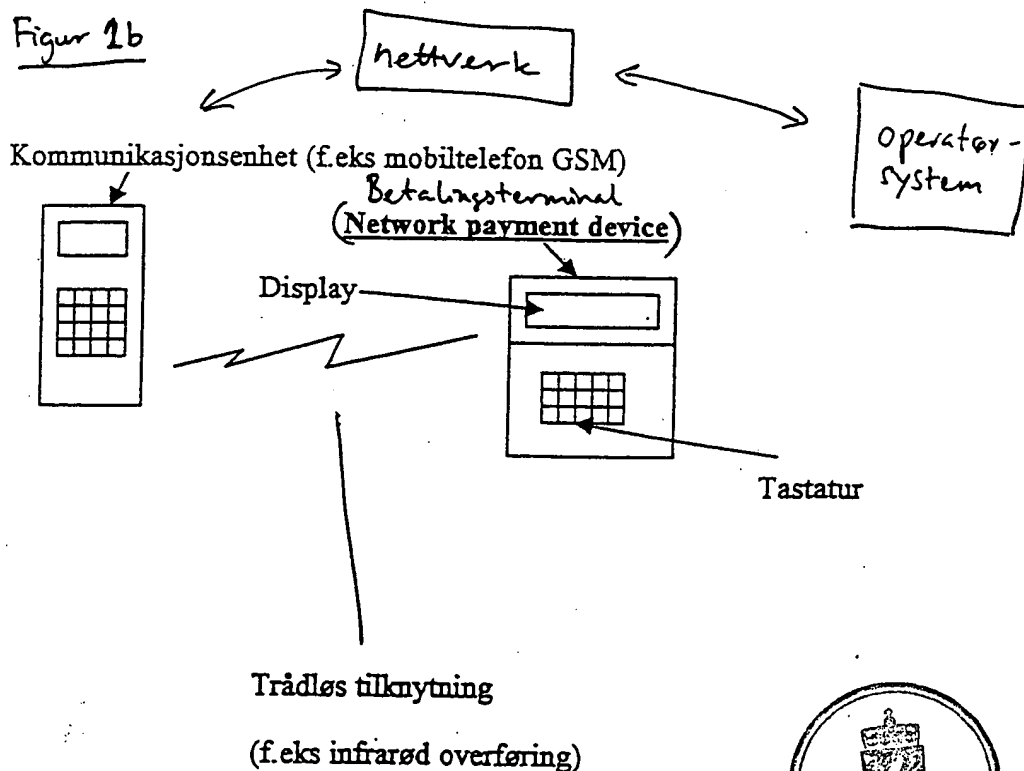 Figur 1b
nettverk
operatør-
system
Kommunikasjonsenhet (f.eks mobiltelefon GSM)
Betalingsterminal
(Network payment device)
Display
Tastatur
Trådløs tilknytning
(f.eks infrarød overføring)